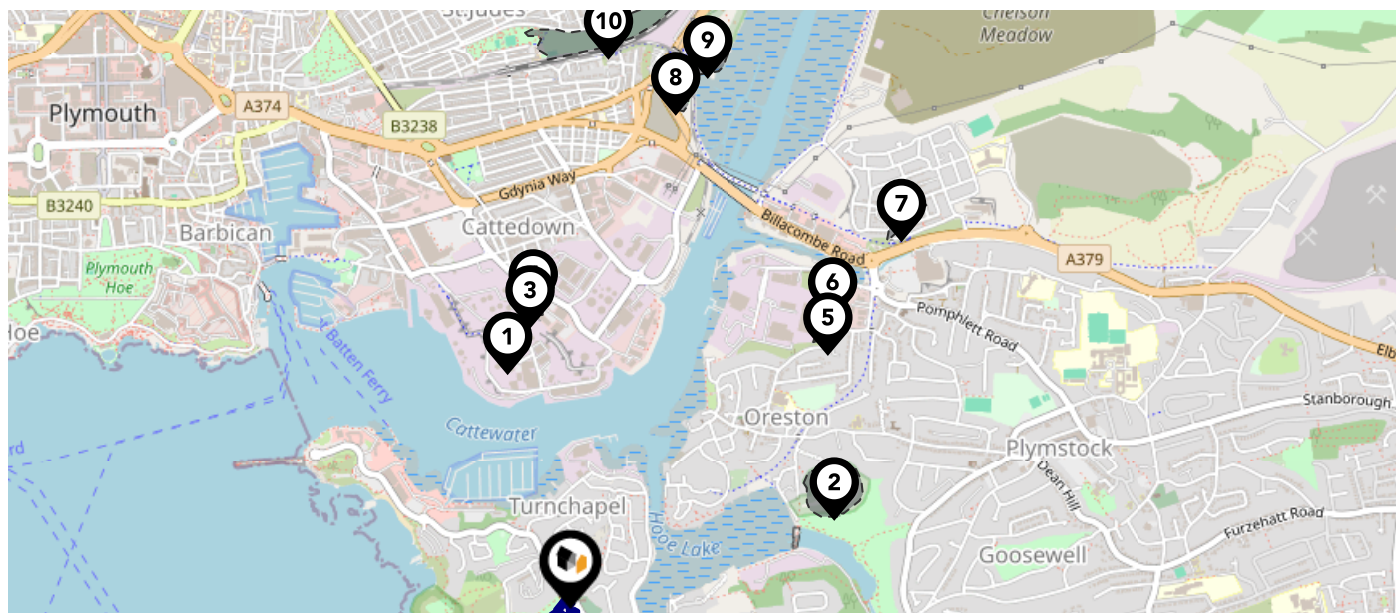 St.Judes
10
9
Chelson
Meadow
8
Plymouth
A374
B3238
Gdynia Way
B3240
Barbican
Cattedown
7
Billacombe Road
A379
Plymouth
Hoe
3
6
5
1
Pomphlett Road
Hoe
t Batten Ferry
Elb
Stanborough
Oreston
Cattewater
Plymstock
rd
2
Dean Hill
Turnchapel
Furzehatt Road
Hooe Lake
Goosewell